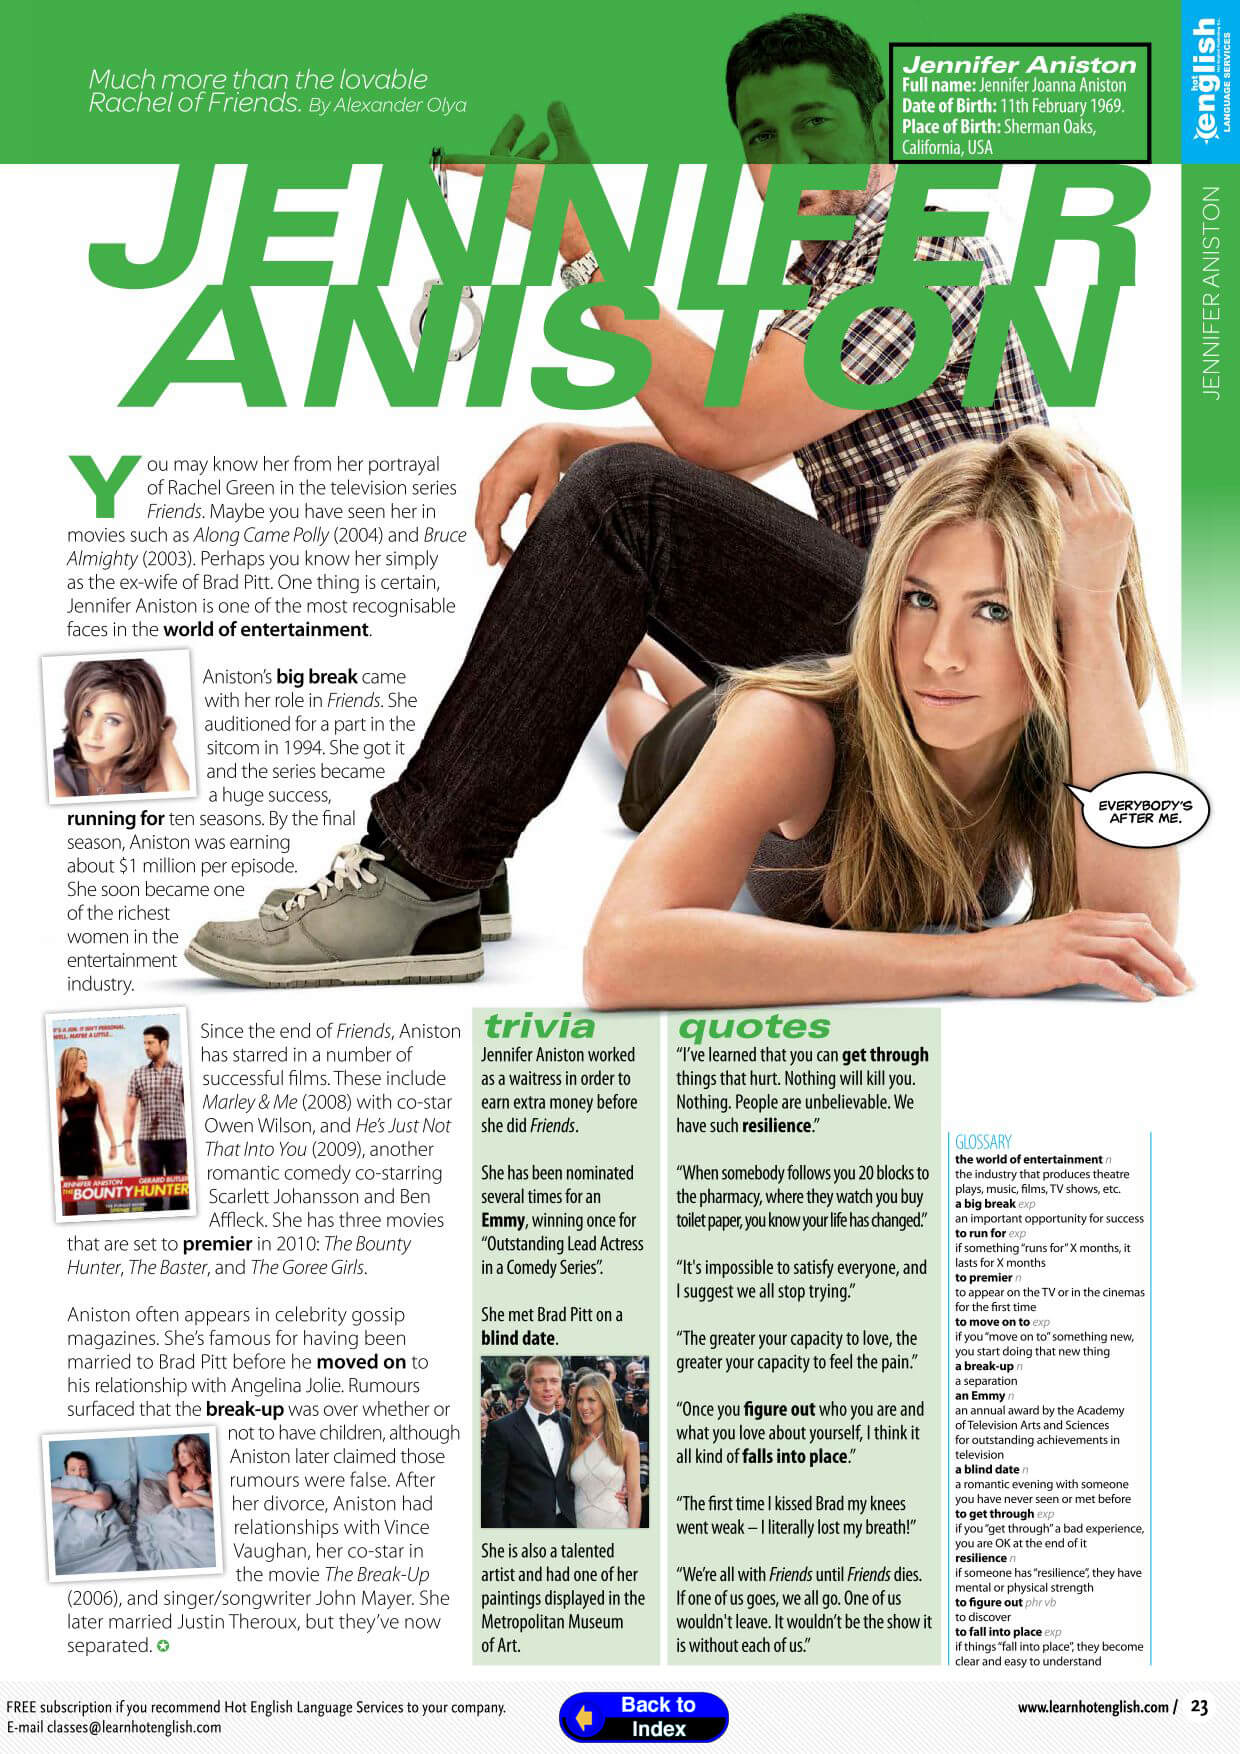 Much more than the lovable
Rachel of Friends. By Alexander Olya
Jennifer Aniston
Full name: Jennifer Joanna Aniston
Date of Birth: 11th February 1969.
Place of Birth: Sherman Oaks,
California, USA
hot
english
LANGUAGE SERVICES
JENNIFER ANISTON
JENNIFER
ANISTON
You may know her from her portrayal
of Rachel Green in the television series
Friends. Maybe you have seen her in
movies such as Along Came Polly (2004) and Bruce
Almighty (2003). Perhaps you know her simply
as the ex-wife of Brad Pitt. One thing is certain,
Jennifer Aniston is one of the most recognisable
faces in the world of entertainment.
Aniston's big break came
with her role in Friends. She
auditioned for a part in the
sitcom in 1994. She got it
and the series became
a huge success,
running for ten seasons. By the final
season, Aniston was earning
about $1 million per episode.
She soon became one
of the richest
women in the
entertainment
industry.
EVERYBODY'S
AFTER ME.
IT'S A JOB. IT ISN'T PERSONAL.
WELL, MAYBE A LITTLE...
JENNIFER ANISTON GERARD BUTLER
THE BOUNTY HUNTER
Since the end of Friends, Aniston
has starred in a number of
successful films. These include
Marley & Me (2008) with co-star
Owen Wilson, and He's Just Not
That Into You (2009), another
romantic comedy co-starring
Scarlett Johansson and Ben
Affleck. She has three movies
that are set to premier in 2010: The Bounty
Hunter, The Baster, and The Goree Girls.
Aniston often appears in celebrity gossip
magazines. She's famous for having been
married to Brad Pitt before he moved on to
his relationship with Angelina Jolie. Rumours
surfaced that the break-up was over whether or
not to have children, although
Aniston later claimed those
rumours were false. After
her divorce, Aniston had
relationships with Vince
Vaughan, her co-star in
the movie The Break-Up
(2006), and singer/songwriter John Mayer. She
later married Justin Theroux, but they've now
separated.
trivia
Jennifer Aniston worked
as a waitress in order to
earn extra money before
she did Friends.
She has been nominated
several times for an
Emmy, winning once for
"Outstanding Lead Actress
in a Comedy Series".
She met Brad Pitt on a
blind date.
She is also a talented
artist and had one of her
paintings displayed in the
Metropolitan Museum
of Art.
quotes
"I've learned that you can get through
things that hurt. Nothing will kill you.
Nothing. People are unbelievable. We
have such resilience."
"When somebody follows you 20 blocks to
the pharmacy, where they watch you buy
toilet paper, you know your life has changed."
"It's impossible to satisfy everyone, and
I suggest we all stop trying."
"The greater your capacity to love, the
greater your capacity to feel the pain."
"Once you figure out who you are and
what you love about yourself, I think it
all kind of falls into place."
"The first time I kissed Brad my knees
went weak – I literally lost my breath!"
"We're all with Friends until Friends dies.
If one of us goes, we all go. One of us
wouldn't leave. It wouldn't be the show it
is without each of us."
GLOSSARY
the world of entertainment n
the industry that produces theatre
plays, music, films, TV shows, etc.
a big break exp
an important opportunity for success
to run for exp
if something "runs for" X months, it
lasts for X months
to premier n
to appear on the TV or in the cinemas
for the first time
to move on to exp
if you "move on to" something new,
you start doing that new thing
a break-up n
a separation
an Emmy n
an annual award by the Academy
of Television Arts and Sciences
for outstanding achievements in
television
a blind date n
a romantic evening with someone
you have never seen or met before
to get through exp
if you "get through" a bad experience,
you are OK at the end of it
resilience n
if someone has "resilience", they have
mental or physical strength
to figure out phr vb
to discover
to fall into place exp
if things "fall into place", they become
clear and easy to understand
FREE subscription if you recommend Hot English Language Services to your company.
E-mail classes@learnhotenglish.com
Back to
Index
www.learnhotenglish.com / 23